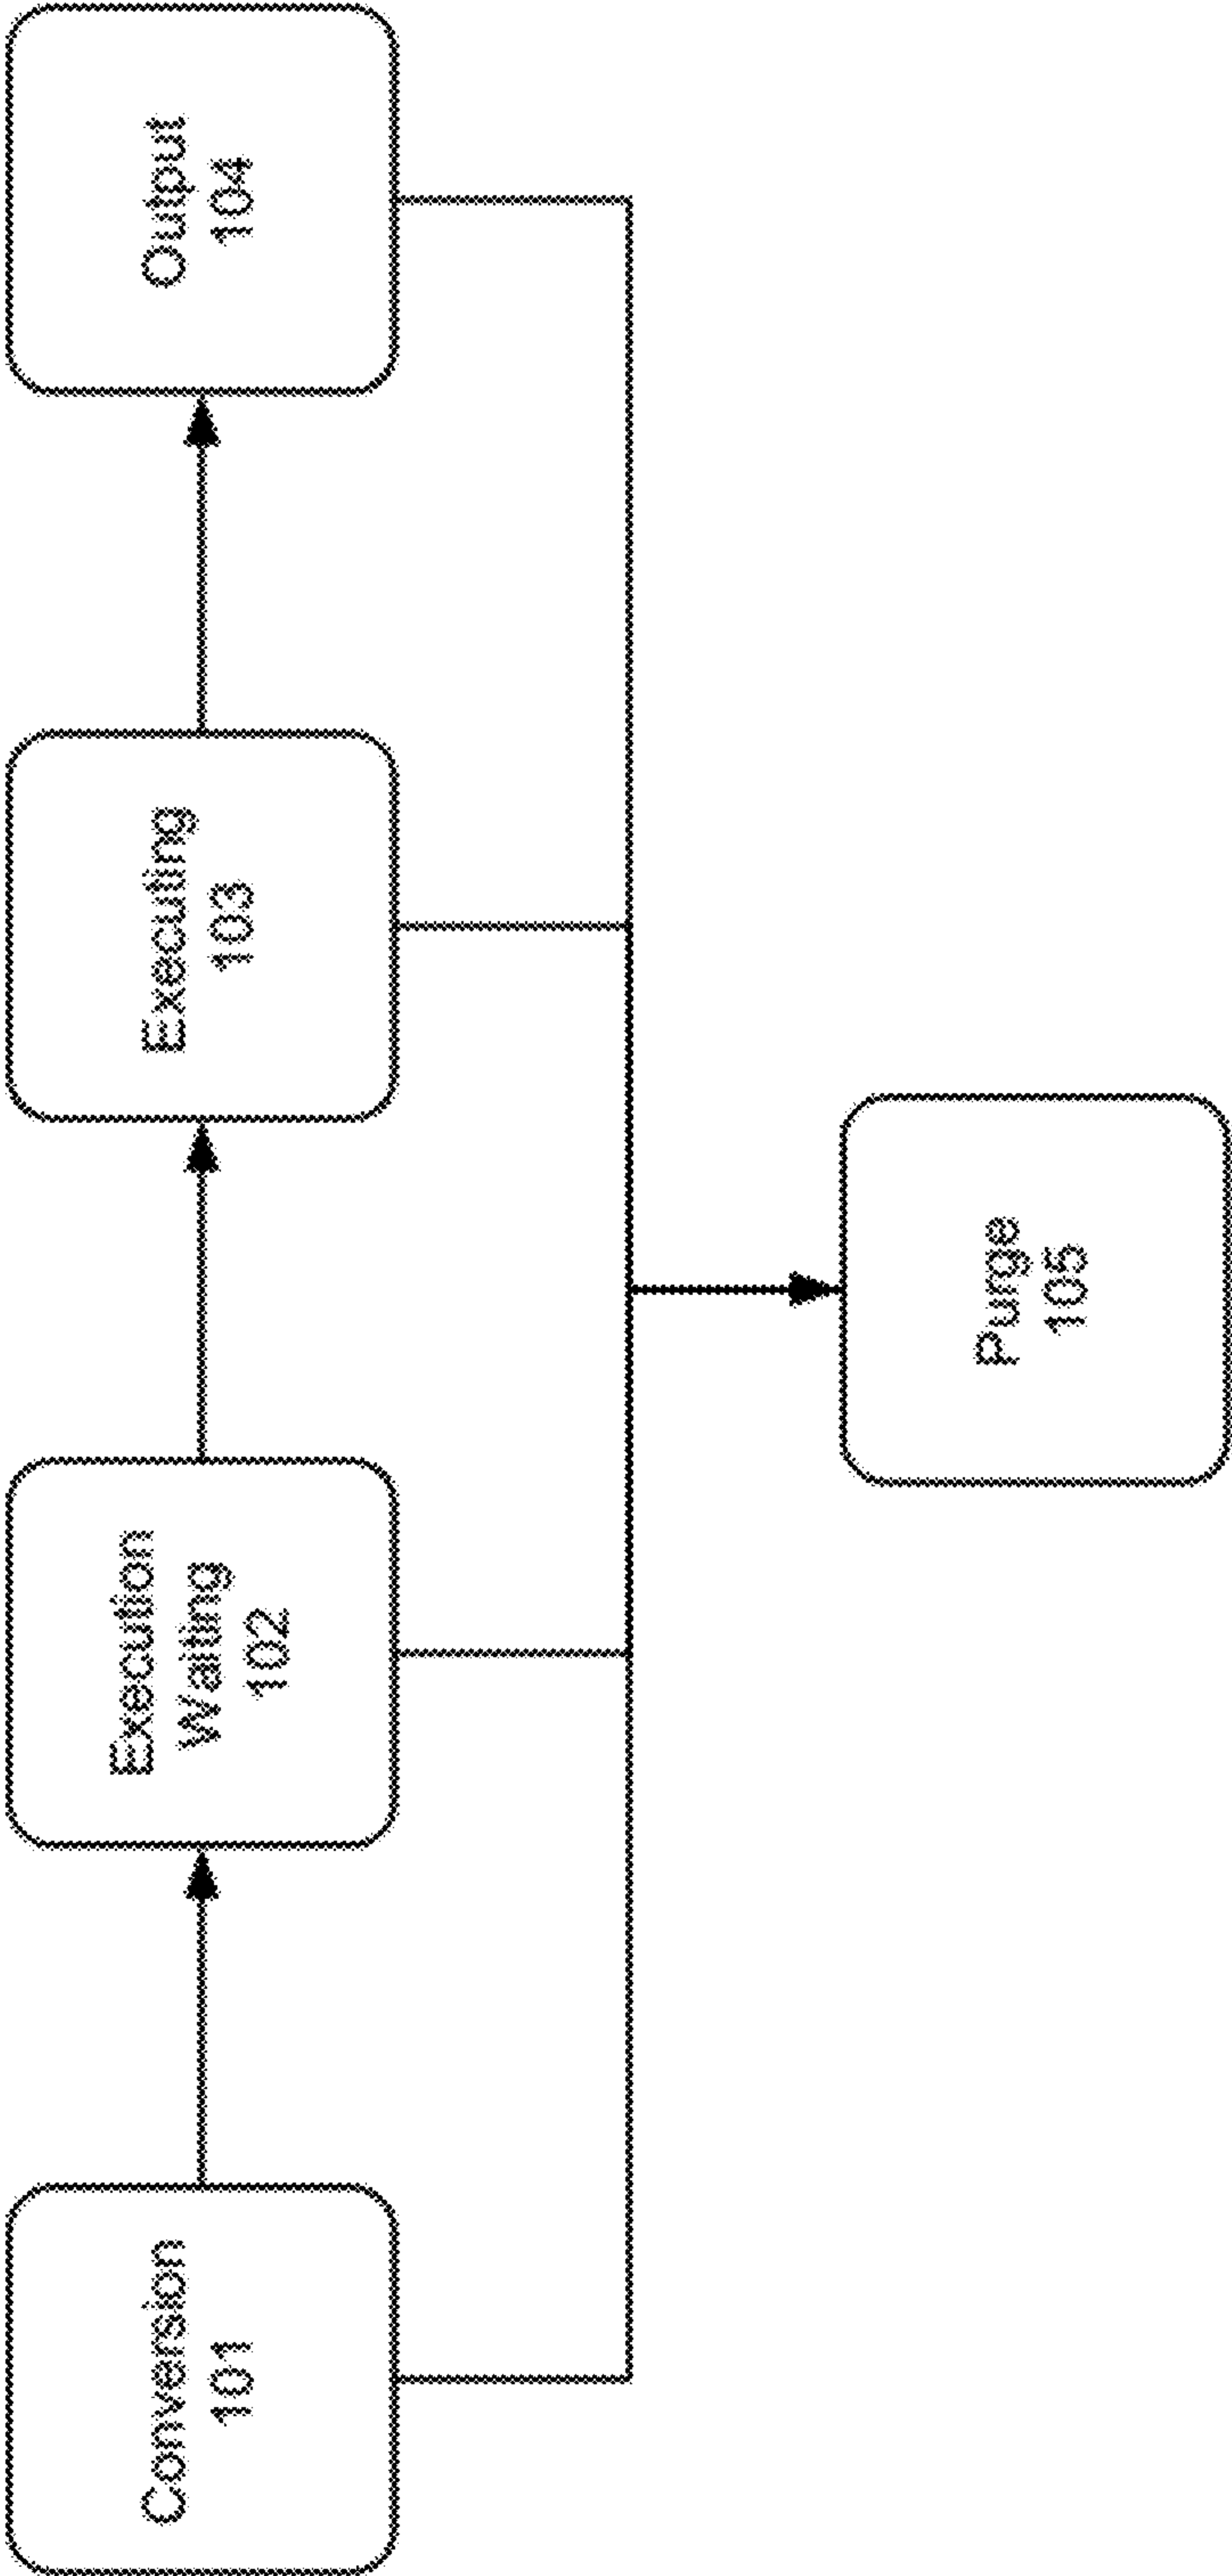 Conversion
101
Execution
Waiting
102
Executing
103
Output
104
Purge
105